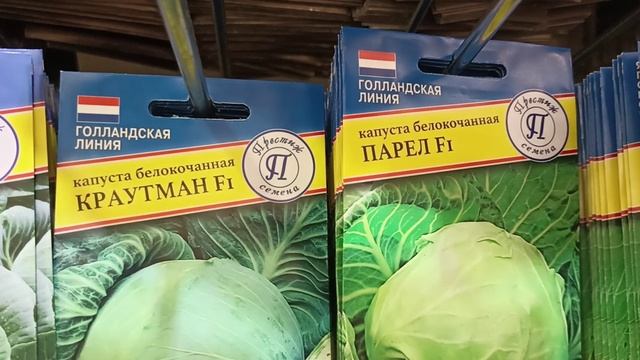 ГОЛЛАНДСКАЯ
ЛИНИЯ
капуста белокочанная
КРАУТМАН F1
Престиж
П
семена
ГОЛЛАНДСКАЯ
ЛИНИЯ
капуста белокочанная
ПАРЕЛ F1
Престиж
П
семена